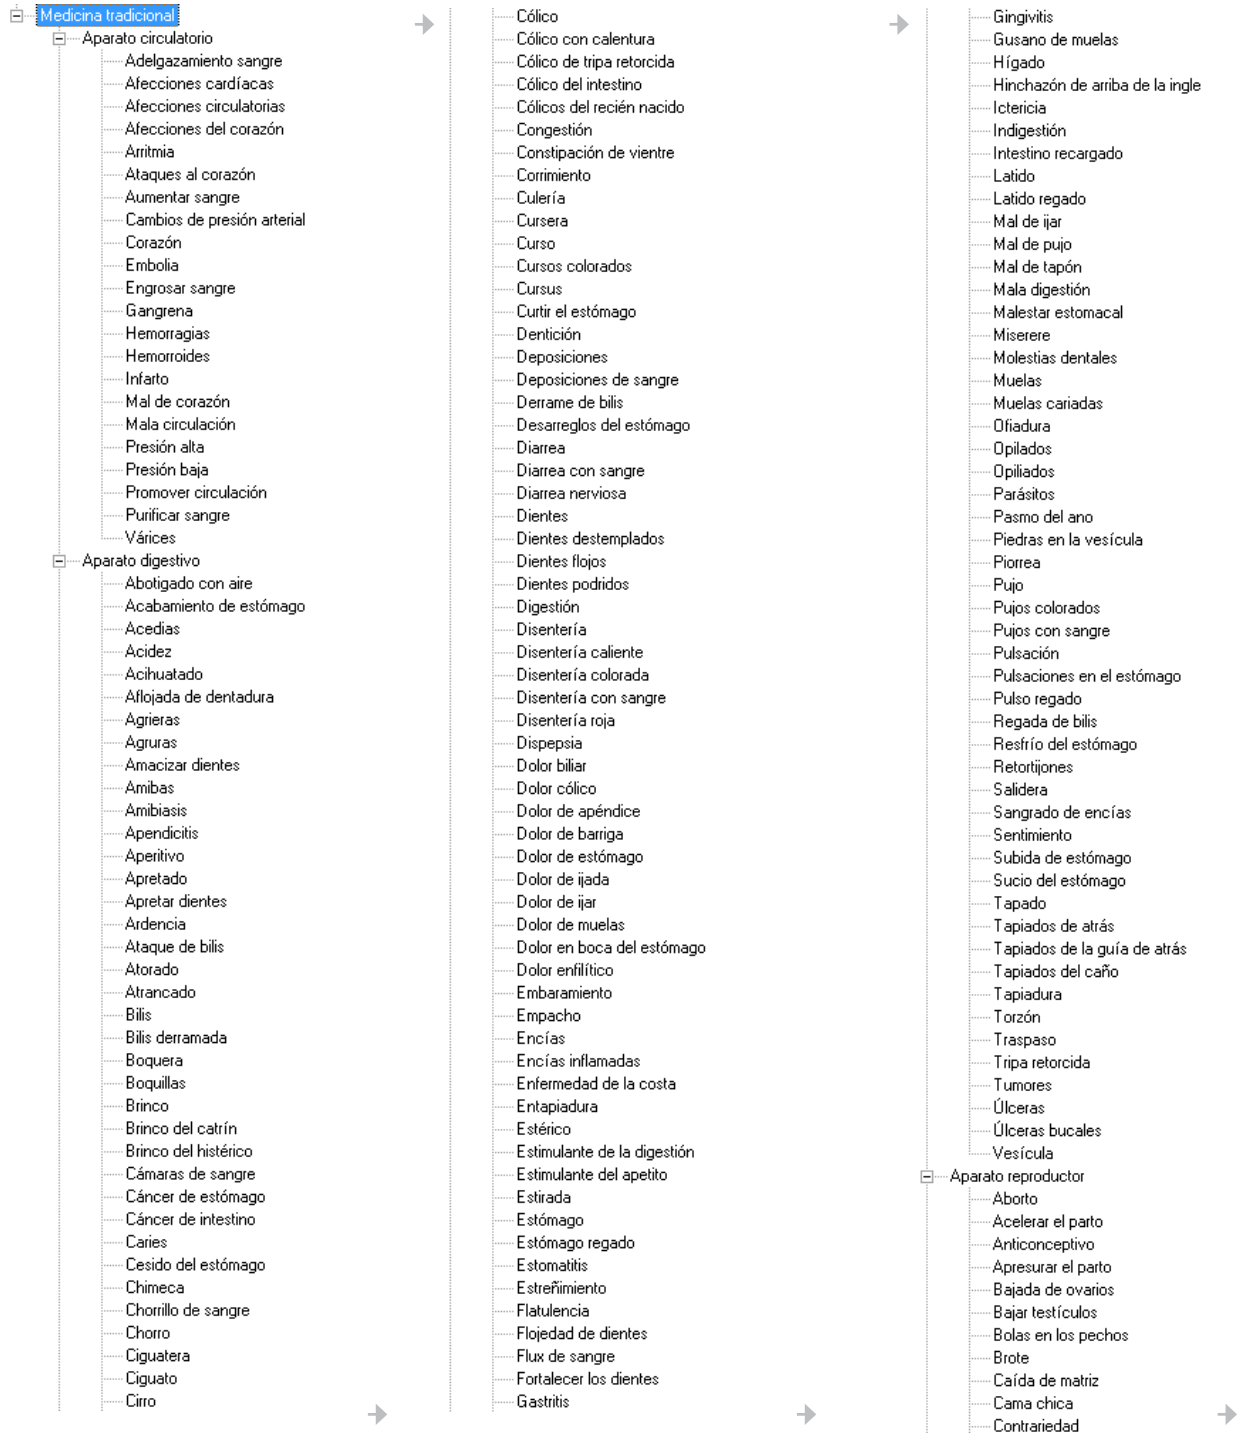 Medicina tradicional
Aparato circulatorio
Adelgazamiento sangre
Afecciones cardíacas
Afecciones circulatorias
Afecciones del corazón
Arritmia
Ataques al corazón
Aumentar sangre
Cambios de presión arterial
Corazón
Embolia
Engrosar sangre
Gangrena
Hemorragias
Hemorroides
Infarto
Mal de corazón
Mala circulación
Presión alta
Presión baja
Promover circulación
Purificar sangre
Várices
Aparato digestivo
Abotigado con aire
Acabamiento de estómago
Acedias
Acidez
Acihuatado
Aflojada de dentadura
Agrieras
Agruras
Amacizar dientes
Amibas
Amibiasis
Apendicitis
Aperitivo
Apretado
Apretar dientes
Ardencia
Ataque de bilis
Atorado
Atrancado
Bilis
Bilis derramada
Boquera
Boquillas
Brinco
Brinco del catrín
Brinco del histérico
Cámaras de sangre
Cáncer de estómago
Cáncer de intestino
Caries
Cesido del estómago
Chimeca
Chorrillo de sangre
Chorro
Ciguatera
Ciguato
Cirro
Cólico
Cólico con calentura
Cólico de tripa retorcida
Cólico del intestino
Cólicos del recién nacido
Congestión
Constipación de vientre
Corrimiento
Culería
Cursera
Curso
Cursos colorados
Cursus
Curtir el estómago
Dentición
Deposiciones
Deposiciones de sangre
Derrame de bilis
Desarreglos del estómago
Diarrea
Diarrea con sangre
Diarrea nerviosa
Dientes
Dientes destemplados
Dientes flojos
Dientes podridos
Digestión
Disentería
Disentería caliente
Disentería colorada
Disentería con sangre
Disentería roja
Dispepsia
Dolor biliar
Dolor cólico
Dolor de apéndice
Dolor de barriga
Dolor de estómago
Dolor de ijada
Dolor de ijar
Dolor de muelas
Dolor en boca del estómago
Dolor enfilítico
Embaramiento
Empacho
Encías
Encías inflamadas
Enfermedad de la costa
Entapiadura
Estérico
Estimulante de la digestión
Estimulante del apetito
Estirada
Estómago
Estómago regado
Estomatitis
Estreñimiento
Flatulencia
Flojedad de dientes
Flux de sangre
Fortalecer los dientes
Gastritis
Gingivitis
Gusano de muelas
Hígado
Hinchazón de arriba de la ingle
Ictericia
Indigestión
Intestino recargado
Latido
Latido regado
Mal de ijar
Mal de pujo
Mal de tapón
Mala digestión
Malestar estomacal
Miserere
Molestias dentales
Muelas
Muelas cariadas
Ofiadura
Opilados
Opiliados
Parásitos
Pasmo del ano
Piedras en la vesícula
Piorrea
Pujo
Pujos colorados
Pujos con sangre
Pulsación
Pulsaciones en el estómago
Pulso regado
Regada de bilis
Resfrío del estómago
Retortijones
Salidera
Sangrado de encías
Sentimiento
Subida de estómago
Sucio del estómago
Tapado
Tapiados de atrás
Tapiados de la guía de atrás
Tapiados del caño
Tapiadura
Torzón
Traspaso
Tripa retorcida
Tumores
Úlceras
Úlceras bucales
Vesícula
Aparato reproductor
Aborto
Acelerar el parto
Anticonceptivo
Apresurar el parto
Bajada de ovarios
Bajar testículos
Bolas en los pechos
Brote
Caída de matriz
Cama chica
Contrariedad